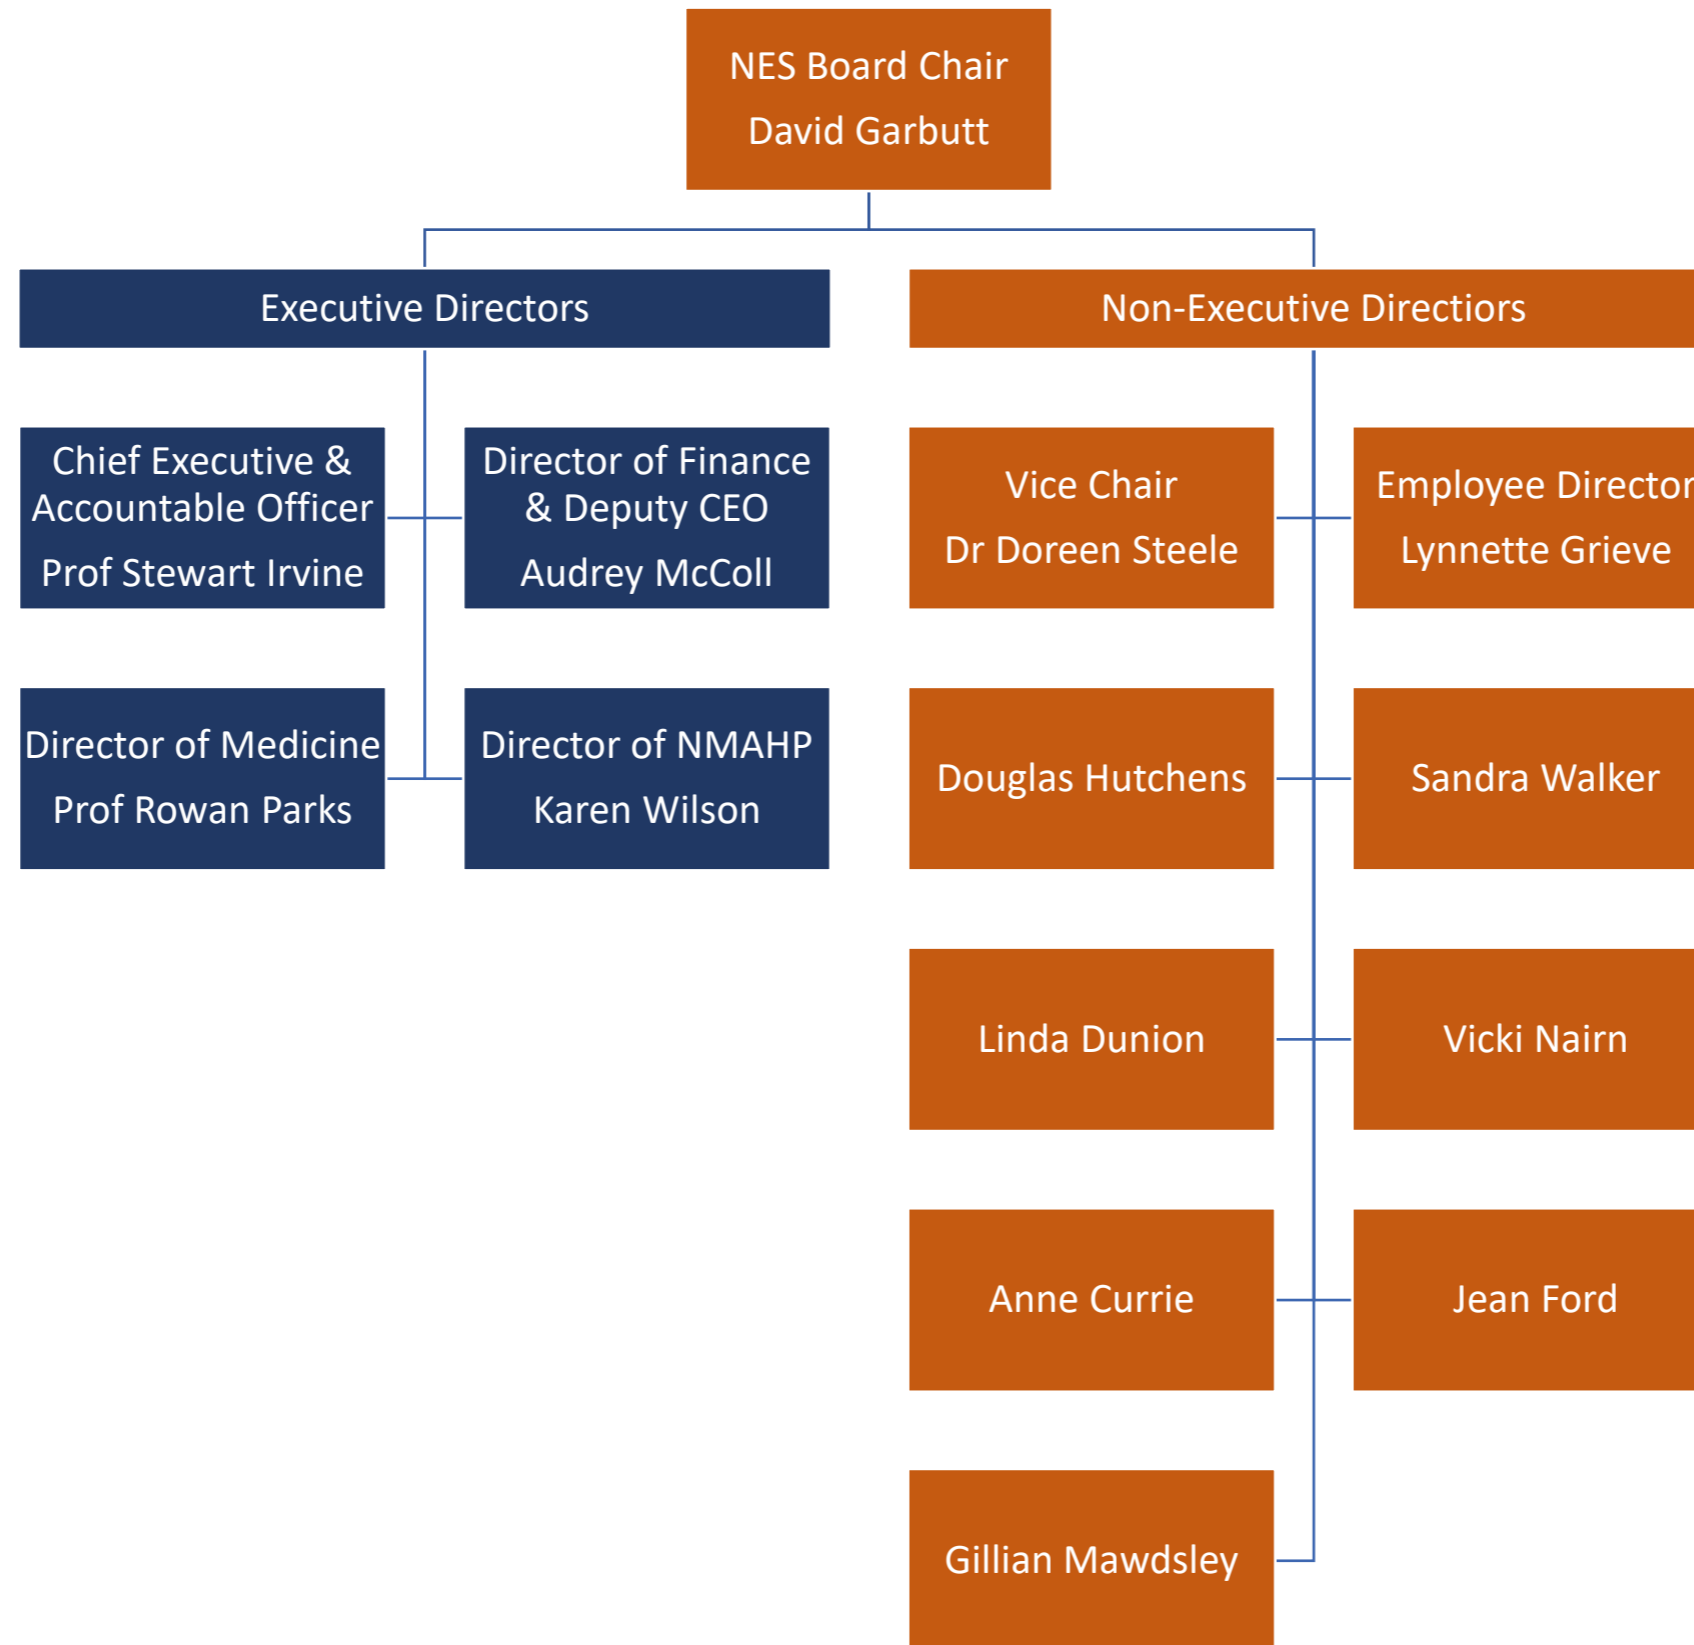 NES Board Chair
David Garbutt
Executive Directors
Non-Executive Directiors
Chief Executive &
Accountable Officer
Prof Stewart Irvine
Director of Finance
& Deputy CEO
Audrey McColl
Vice Chair
Dr Doreen Steele
Employee Director
Lynnette Grieve
Director of Medicine
Prof Rowan Parks
Director of NMAHP
Karen Wilson
Douglas Hutchens
Sandra Walker
Linda Dunion
Vicki Nairn
Anne Currie
Jean Ford
Gillian Mawdsley